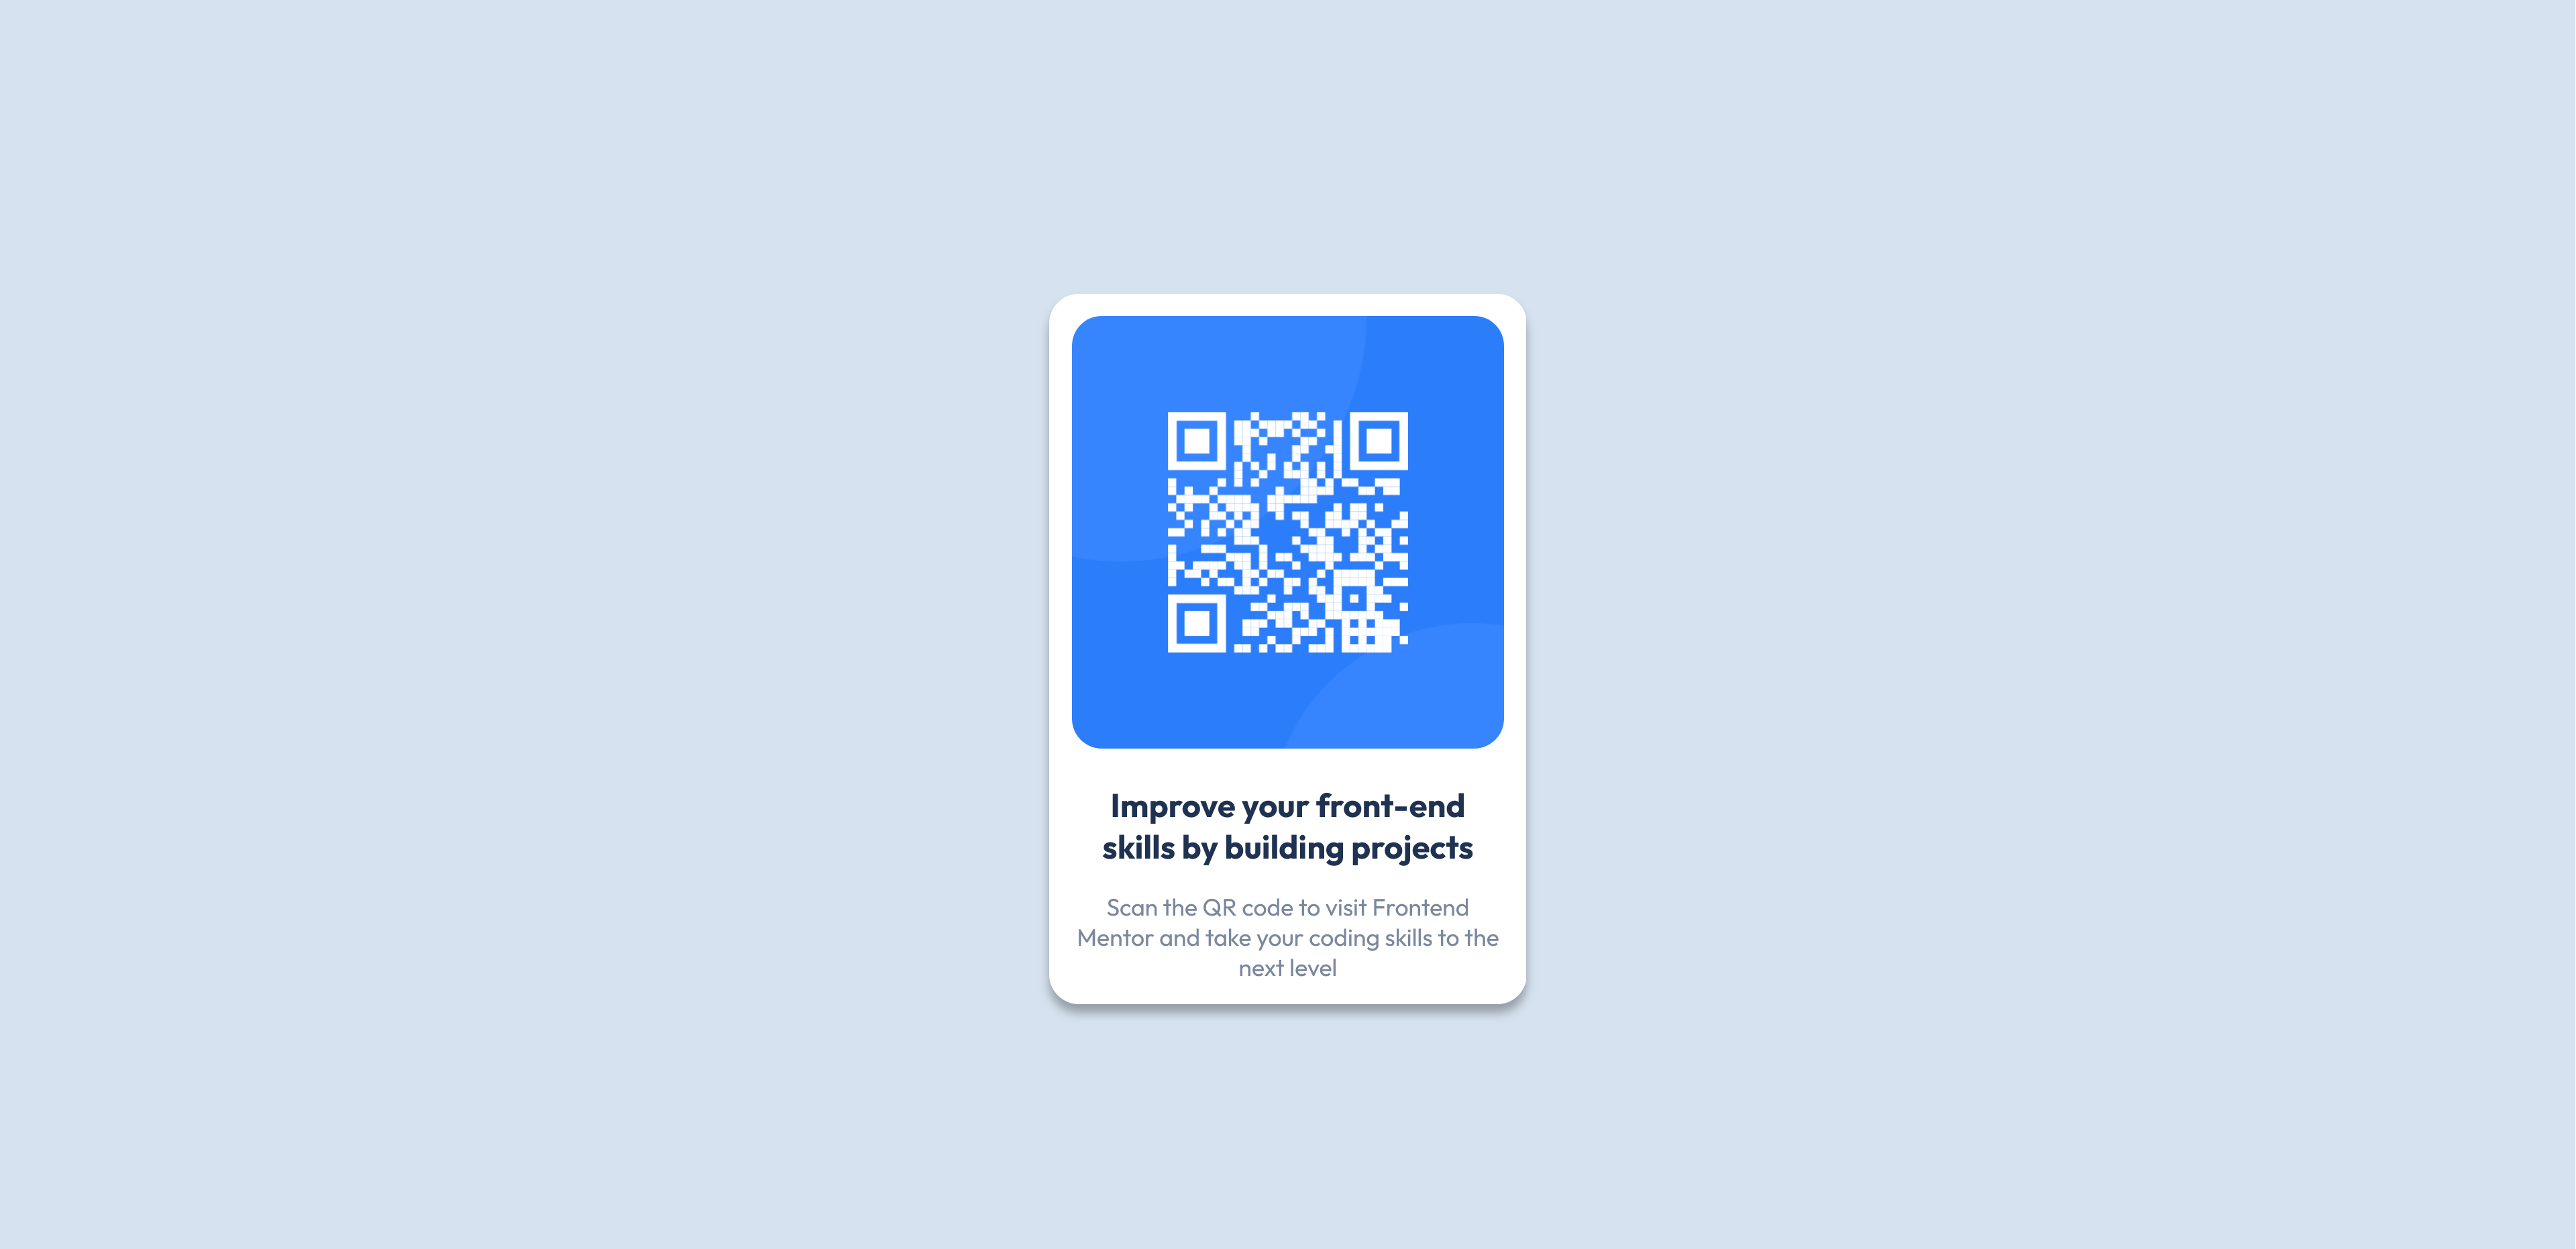 Improve your front-end
skills by building projects
Scan the QR code to visit Frontend
Mentor and take your coding skills to the
next level